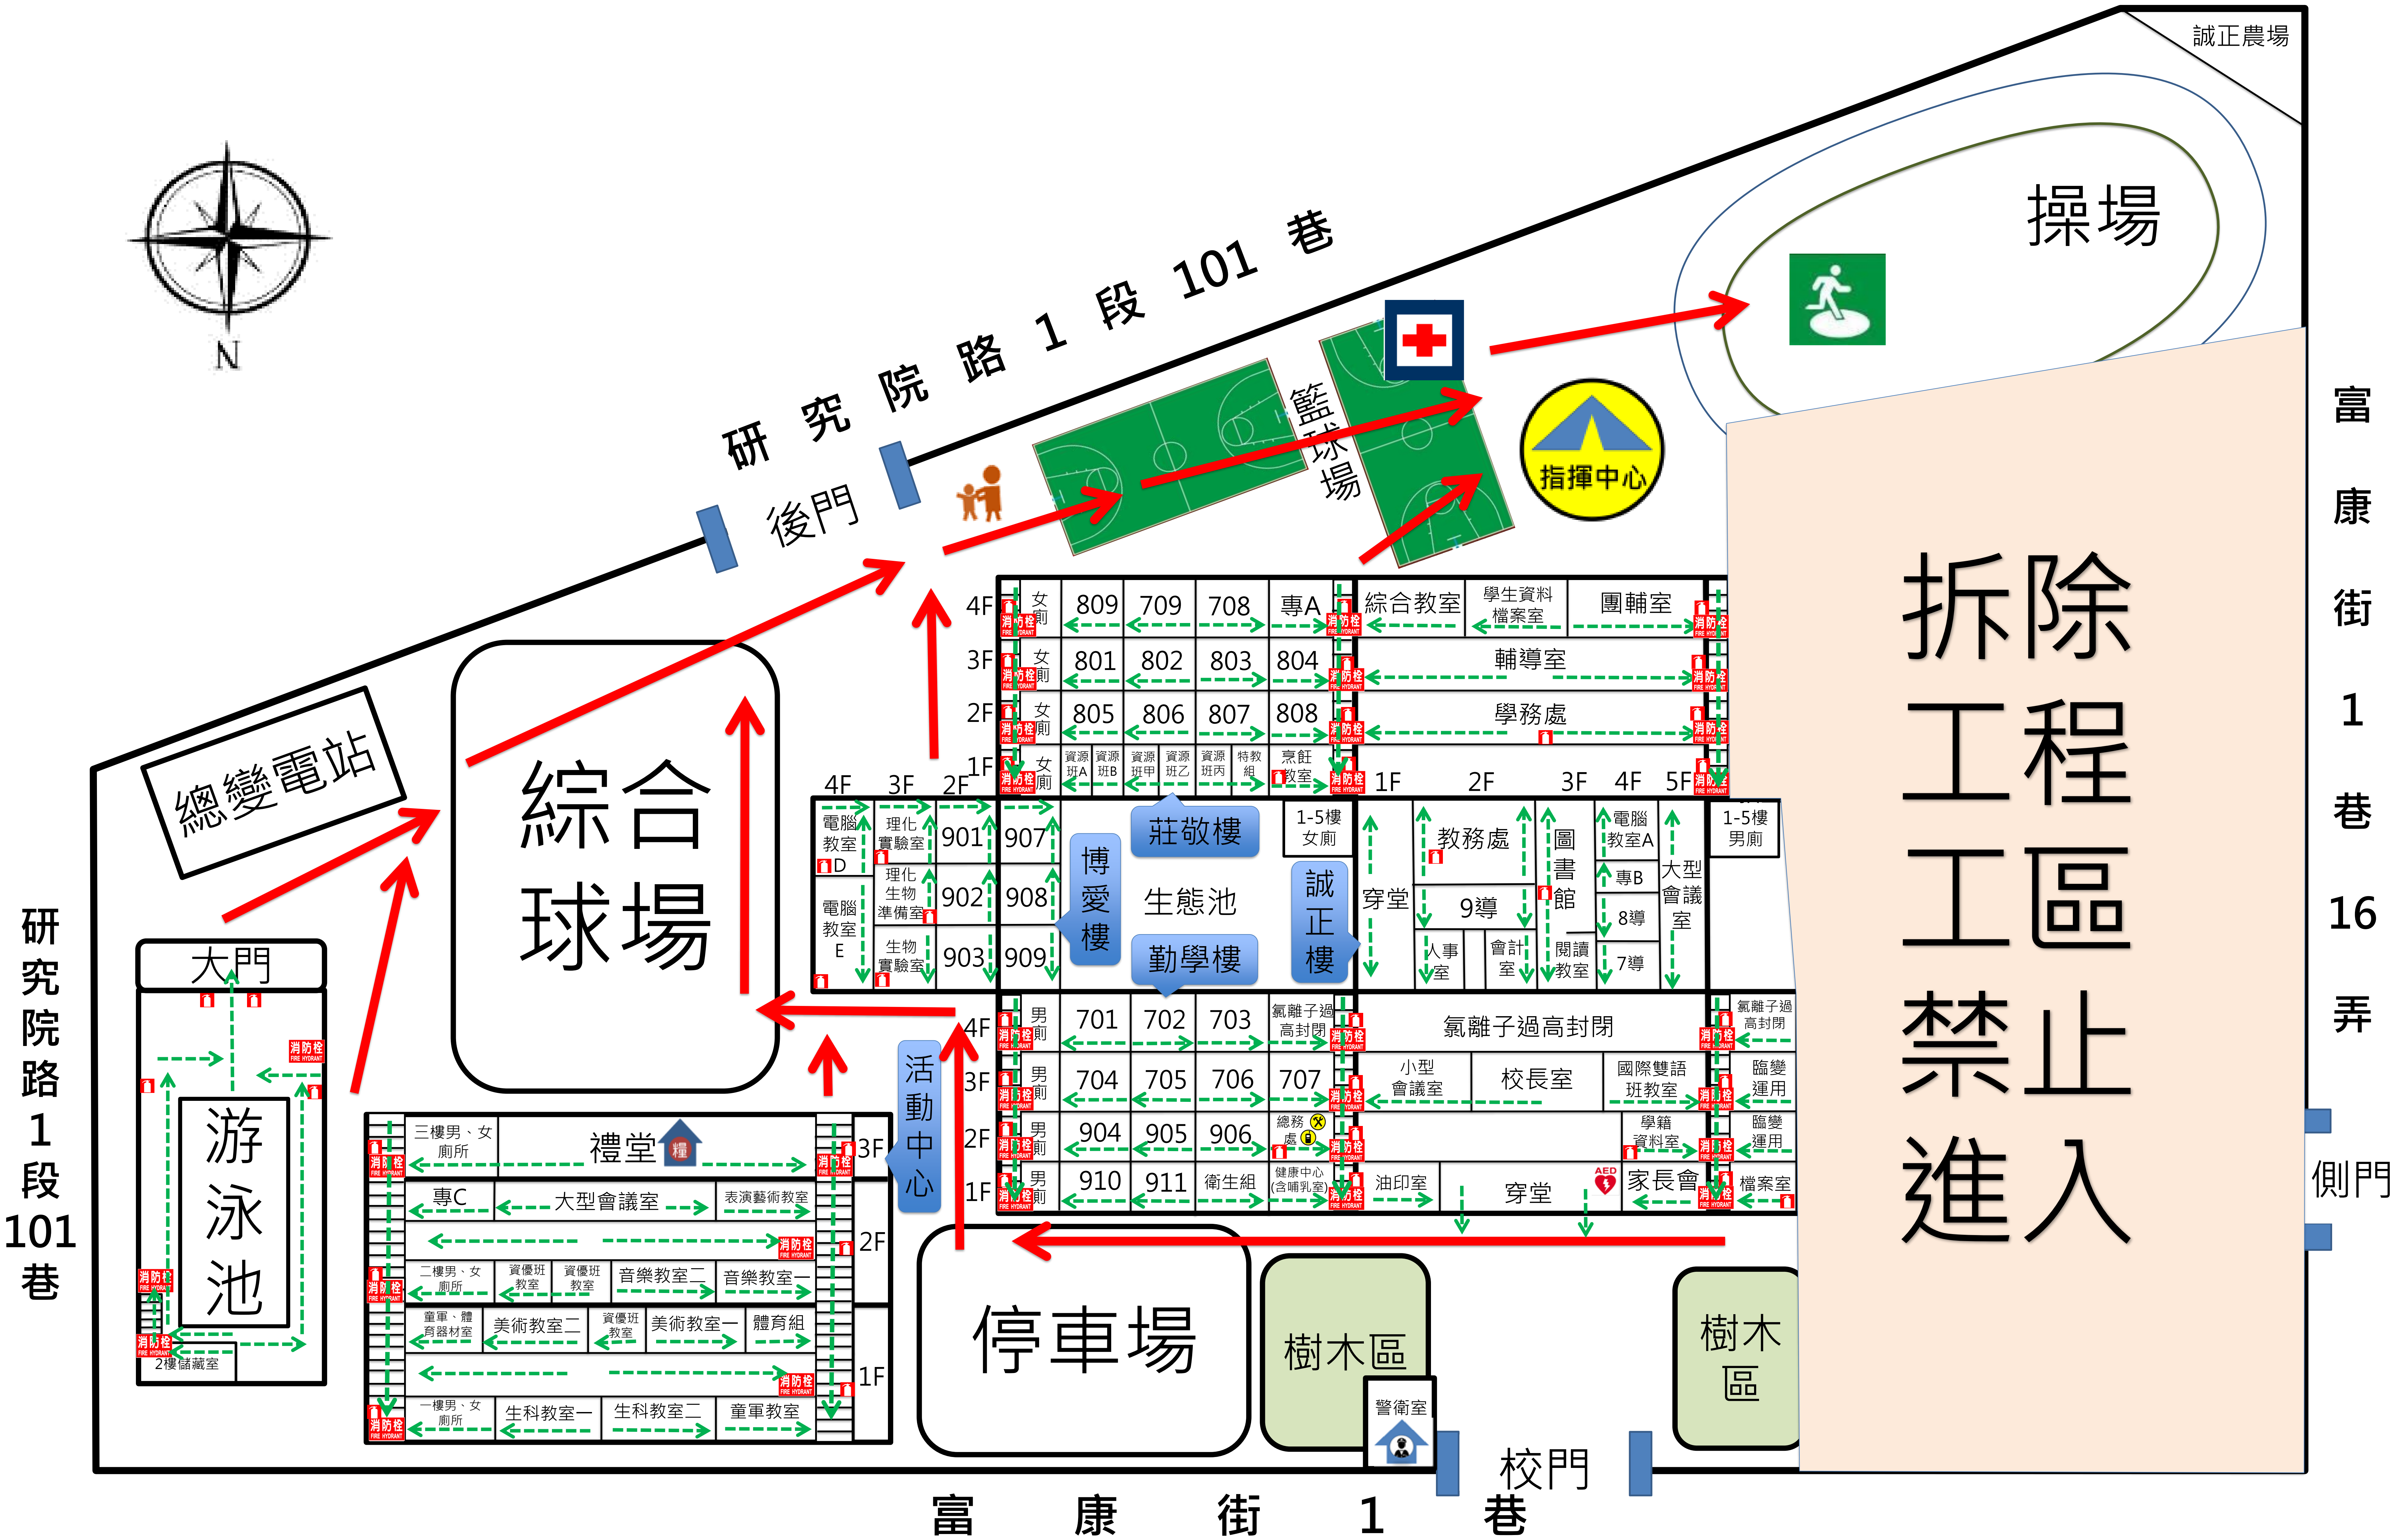 誠正農場
操場
研究院路1段101巷
N
籃球場
指揮中心
後門
富康街1巷16弄
拆除
工程
工區
禁止
進入
側門
總變電站
綜合
球場
4F
女廁
809
709
708
專A
綜合教室
學生資料
檔案室
團輔室
3F
女廁
801
802
803
804
輔導室
2F
女廁
805
806
807
808
學務處
1F
女廁
資源
班A
資源
班B
資源
班甲
資源
班乙
資源
班丙
特教
組
烹飪
教室
消防栓
FIRE HYDRANT
4F
3F
2F
1F
2F
3F
4F
5F
電腦
教室
D
理化
實驗室
901
907
電腦
教室
E
理化
生物
準備室
902
908
生物
實驗室
903
909
博愛樓
莊敬樓
生態池
勤學樓
誠正樓
1-5樓
女廁
穿堂
教務處
9導
人事
室
會計
室
圖書館
閱讀
教室
電腦
教室A
專B
8導
7導
大型
會議
室
1-5樓
男廁
4F
男廁
701
702
703
氯離子過
高封閉
氯離子過高封閉
氯離子過
高封閉
3F
男廁
704
705
706
707
小型
會議室
校長室
國際雙語
班教室
臨變
運用
2F
男廁
904
905
906
總務
處
學籍
資料室
臨變
運用
1F
男廁
910
911
衛生組
健康中心
(含哺乳室)
油印室
穿堂
AED
家長會
檔案室
研究院路1段101巷
大門
游泳池
消防栓
FIRE HYDRANT
2樓儲藏室
活動中心
三樓男、女
廁所
禮堂
糧
3F
專C
大型會議室
表演藝術教室
2F
二樓男、女
廁所
資優班
教室
資優班
教室
音樂教室二
音樂教室一
童軍、體
育器材室
美術教室二
資優班
教室
美術教室一
體育組
1F
一樓男、女
廁所
生科教室一
生科教室二
童軍教室
停車場
樹木區
樹木
區
警衛室
校門
富康街1巷